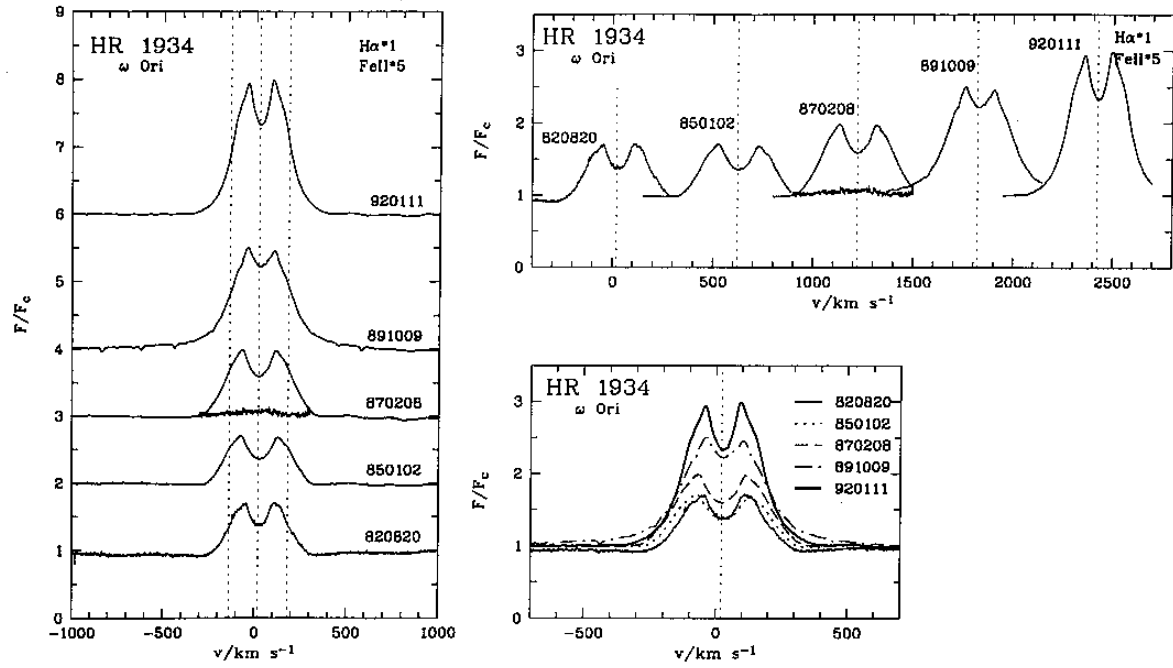 HR 1934
ω Ori
Hα*1
FeII*5
920111
891009
870208
850102
820820
F/Fc
9
8
7
6
5
4
3
2
1
0
-1000 -500 0 500 1000
v/km s⁻¹
HR 1934
ω Ori
Hα*1
FeII*5
820820
850102
870208
891009
920111
F/Fc
3
2
1
0
0 500 1000 1500 2000 2500
v/km s⁻¹
HR 1934
ω Ori
820820
850102
870208
891009
920111
F/Fc
3
2
1
0
-500 0 500
v/km s⁻¹